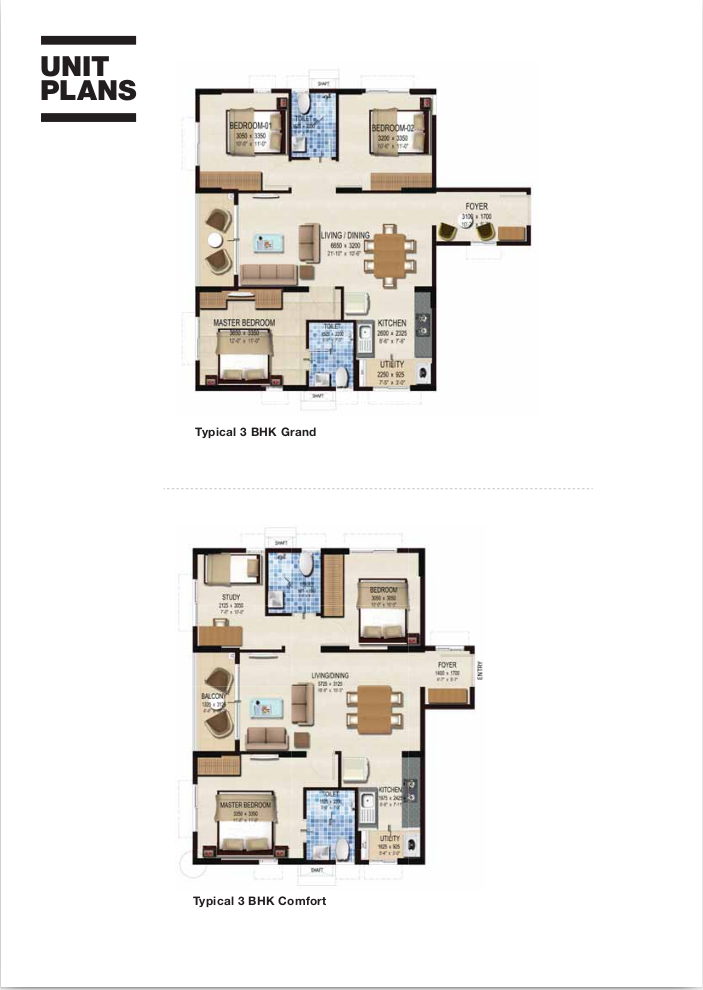 UNIT
PLANS
SHAFT
BEDROOM-01
3050 x 3350
10'-0" x 11'-0"
TOILET
BEDROOM-02
3200 x 3350
10'-6" x 11'-0"
FOYER
3100 x 1700
LIVING / DINING
6650 x 3200
21'-10" x 10'-6"
MASTER BEDROOM
3650 x 3350
12'-0" x 11'-0"
TOILET
KITCHEN
2600 x 2325
8'-6" x 7'-8"
UTILITY
2250 x 925
7'-5" x 3'-0"
SHAFT
Typical 3 BHK Grand
SHAFT
STUDY
2125 x 3050
7'-0" x 10'-0"
BEDROOM
3050 x 3050
10'-0" x 10'-0"
LIVING/DINING
5725 x 3125
FOYER
1400 x 1700
4'-7" x 5'-7"
ENTRY
BALCONY
MASTER BEDROOM
3350 x 3350
11'-0" x 11'-0"
TOILET
KITCHEN
1975 x 2425
UTILITY
1625 x 925
5'-4" x 3'-0"
SHAFT
Typical 3 BHK Comfort